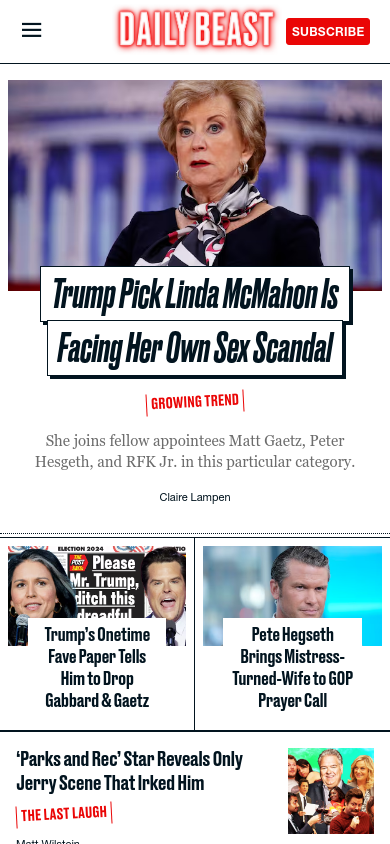 DAILY BEAST
SUBSCRIBE
Trump Pick Linda McMahon Is
Facing Her Own Sex Scandal
GROWING TREND
She joins fellow appointees Matt Gaetz, Peter
Hesgeth, and RFK Jr. in this particular category.
Claire Lampen
ELECTION 2024
THE POST SAYS
Please
Mr. Trump,
ditch this
dreadful
Trump's Onetime
Fave Paper Tells
Him to Drop
Gabbard & Gaetz
Pete Hegseth
Brings Mistress-
Turned-Wife to GOP
Prayer Call
‘Parks and Rec’ Star Reveals Only
Jerry Scene That Irked Him
THE LAST LAUGH
Matt Wilstein